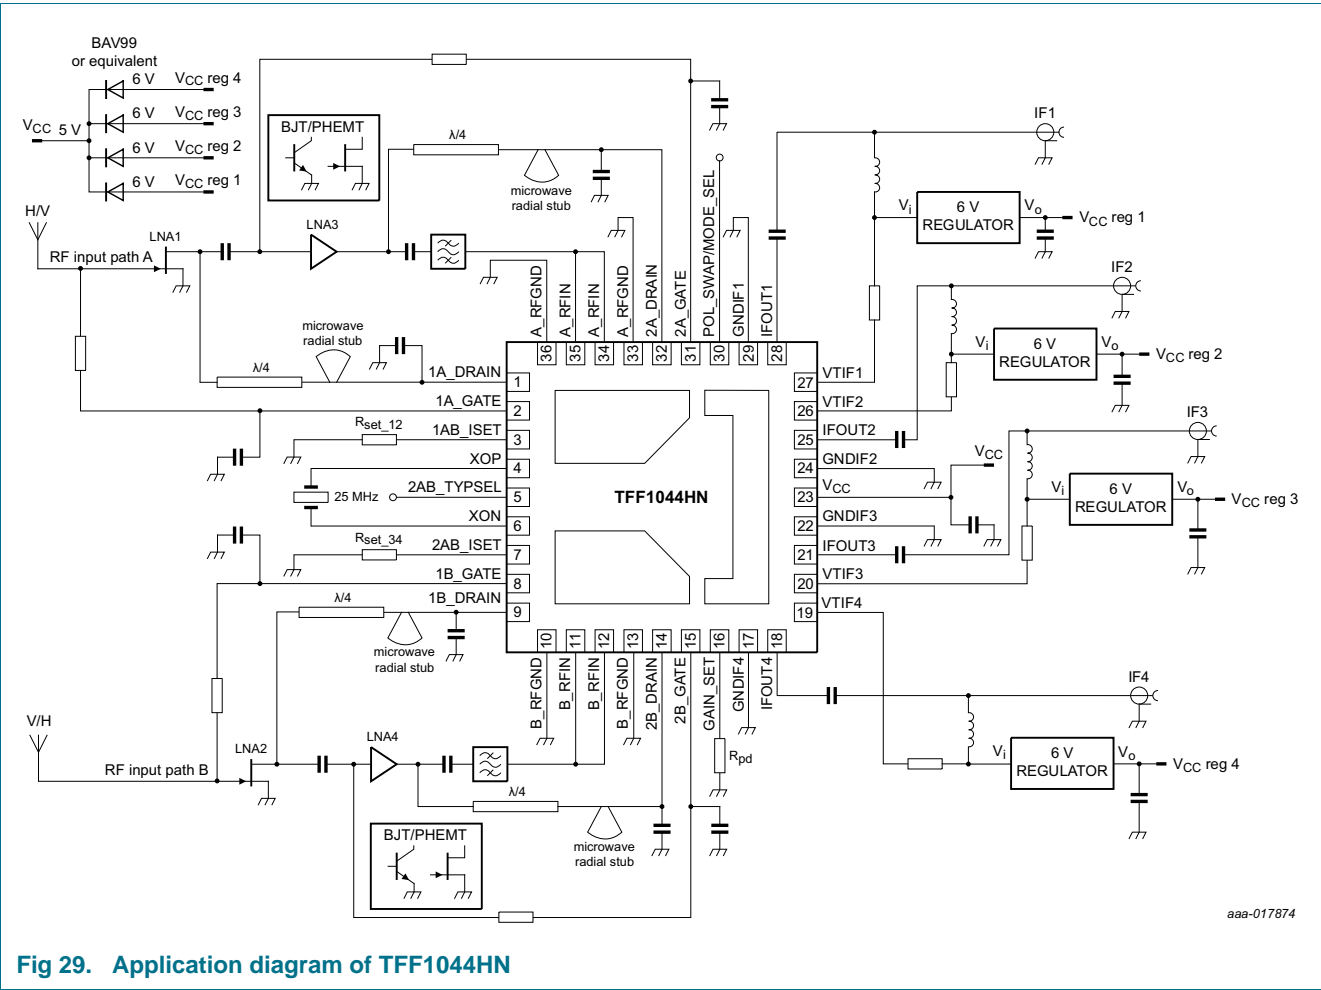 BAV99
or equivalent
6 V VCC reg 4
6 V VCC reg 3
VCC 5 V
6 V VCC reg 2
6 V VCC reg 1
BJT/PHEMT
λ/4
microwave
radial stub
H/V
LNA1
RF input path A
LNA3
microwave
radial stub
λ/4
A_RFGND
A_RFIN
A_RFIN
A_RFGND
2A_DRAIN
2A_GATE
POL_SWAP/MODE_SEL
GNDIF1
IFOUT1
36
35
34
33
32
31
30
29
28
IF1
Vi
6 V
REGULATOR
Vo
VCC reg 1
IF2
Vi
6 V
REGULATOR
Vo
VCC reg 2
IF3
Vi
6 V
REGULATOR
Vo
VCC reg 3
VCC
1A_DRAIN 1
1A_GATE 2
Rset_12 1AB_ISET 3
XOP 4
25 MHz 2AB_TYPSEL 5
XON 6
Rset_34 2AB_ISET 7
1B_GATE 8
1B_DRAIN 9
TFF1044HN
27 VTIF1
26 VTIF2
25 IFOUT2
24 GNDIF2
23 VCC
22 GNDIF3
21 IFOUT3
20 VTIF3
19 VTIF4
λ/4
microwave
radial stub
10
11
12
13
14
15
16
17
18
B_RFGND
B_RFIN
B_RFIN
B_RFGND
2B_DRAIN
2B_GATE
GAIN_SET
GNDIF4
IFOUT4
Rpd
V/H
LNA2
RF input path B
LNA4
λ/4
microwave
radial stub
BJT/PHEMT
IF4
Vi
6 V
REGULATOR
Vo
VCC reg 4
aaa-017874
Fig 29. Application diagram of TFF1044HN